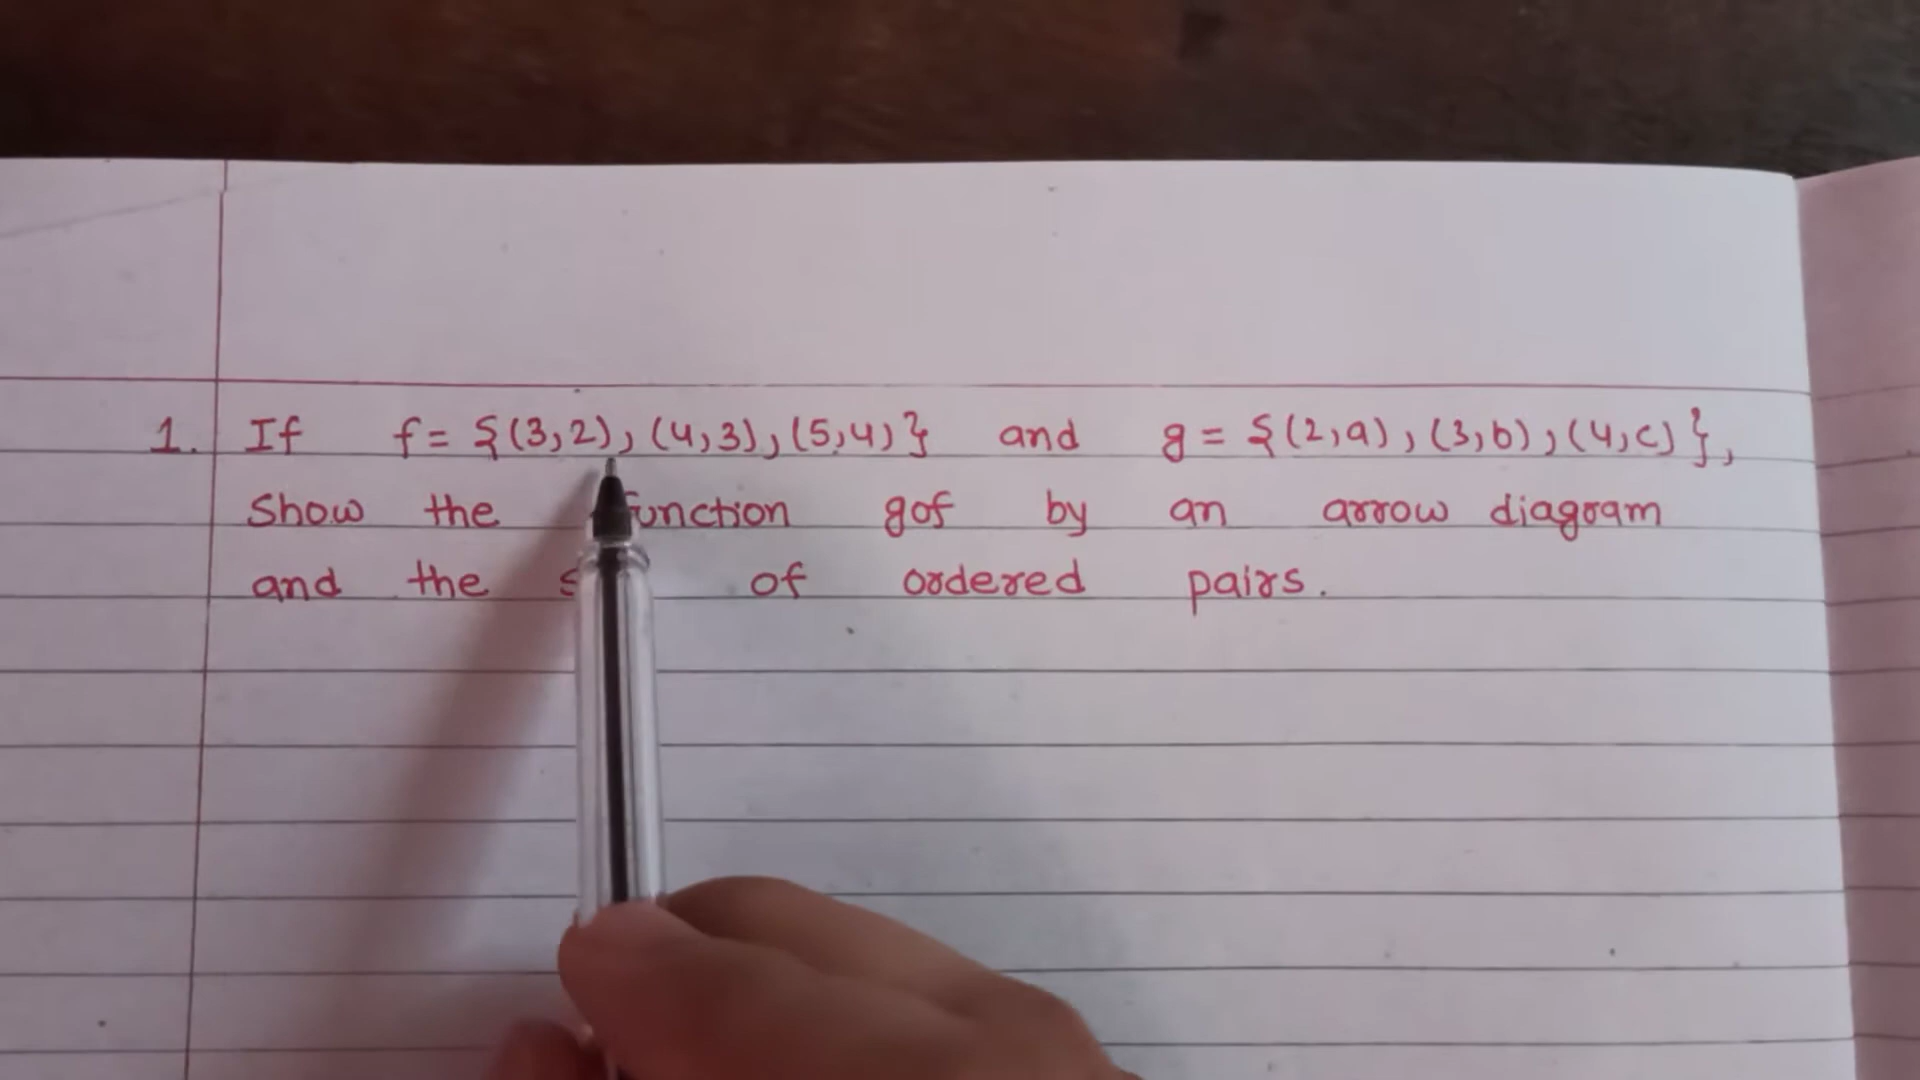 1. If f = {(3,2), (4,3), (5,4)} and g = {(2,a), (3,b), (4,c)},
Show the function gof by an arrow diagram
and the of ordered pairs.